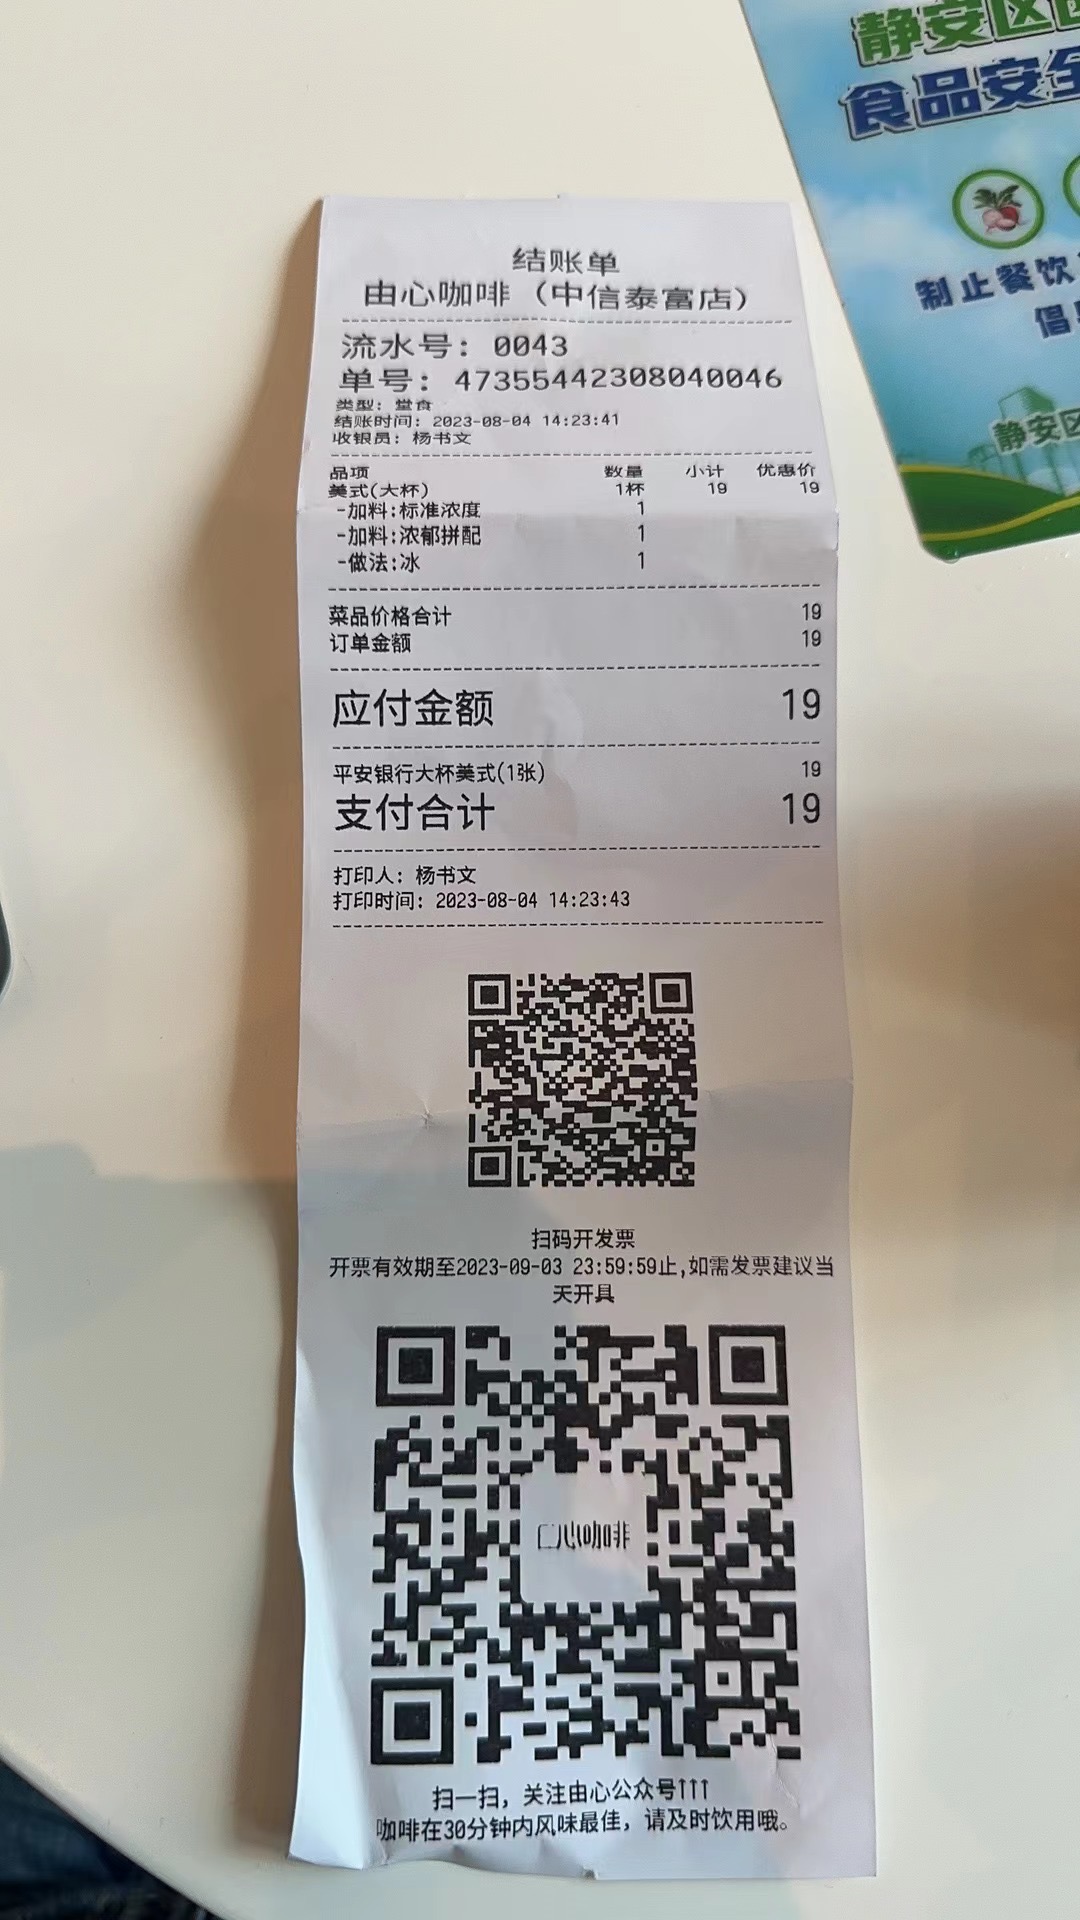 结账单
由心咖啡（中信泰富店）
流水号：0043
单号：47355442308040046
类型：堂食
结账时间：2023-08-04 14:23:41
收银员：杨书文
品项 数量 小计 优惠价
美式(大杯) 1杯 19 19
-加料:标准浓度 1
-加料:浓郁拼配 1
-做法:冰 1
菜品价格合计 19
订单金额 19
应付金额 19
平安银行大杯美式(1张) 19
支付合计 19
打印人：杨书文
打印时间：2023-08-04 14:23:43
扫码开发票
开票有效期至2023-09-03 23:59:59止,如需发票建议当
天开具
心咖啡
扫一扫，关注由心公众号↑↑↑
咖啡在30分钟内风味最佳，请及时饮用哦。
静安区
食品安全
制止餐饮
倡
静安区